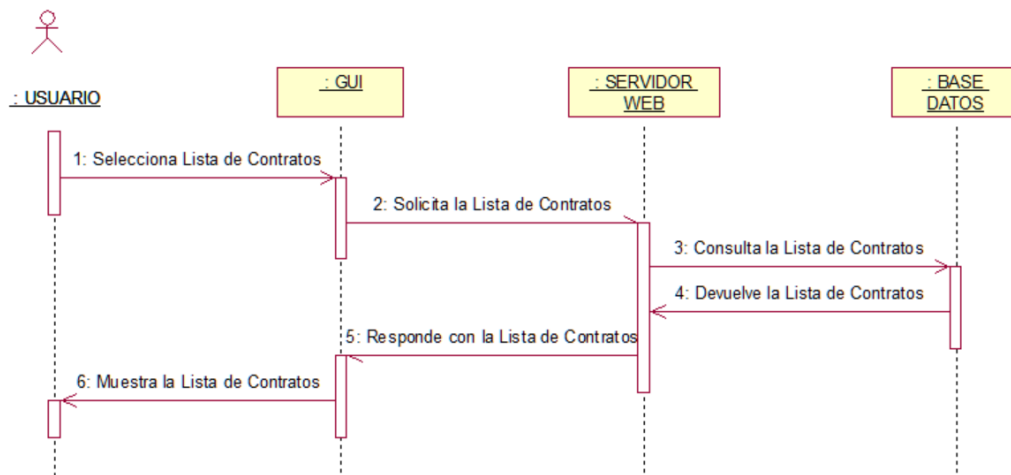 : USUARIO
: GUI
: SERVIDOR
WEB
: BASE
DATOS
1: Selecciona Lista de Contratos
2: Solicita la Lista de Contratos
3: Consulta la Lista de Contratos
4: Devuelve la Lista de Contratos
5: Responde con la Lista de Contratos
6: Muestra la Lista de Contratos